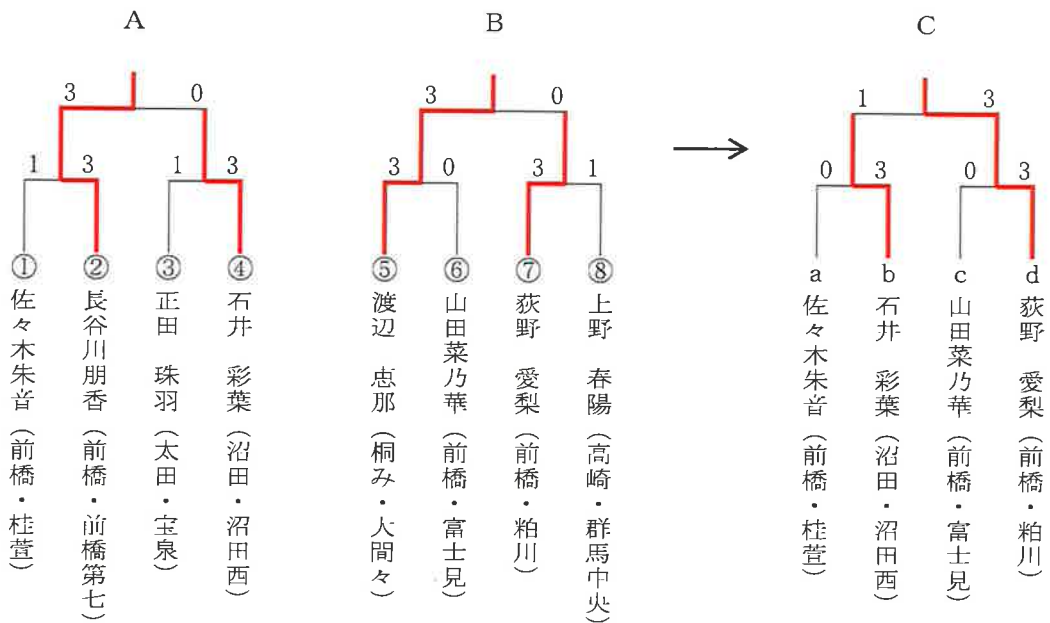 A
3 0
1 3 1 3
① ② ③ ④
佐々木朱音（前橋・桂萱）
長谷川朋香（前橋・前橋第七）
正田　珠羽（太田・宝泉）
石井　彩葉（沼田・沼田西）
B
3 0
3 0 3 1
⑤ ⑥ ⑦ ⑧
渡辺　恵那（桐み・大間々）
山田菜乃華（前橋・富士見）
荻野　愛梨（前橋・粕川）
上野　春陽（高崎・群馬中央）
→
C
1 3
0 3 0 3
a b c d
佐々木朱音（前橋・桂萱）
石井　彩葉（沼田・沼田西）
山田菜乃華（前橋・富士見）
荻野　愛梨（前橋・粕川）